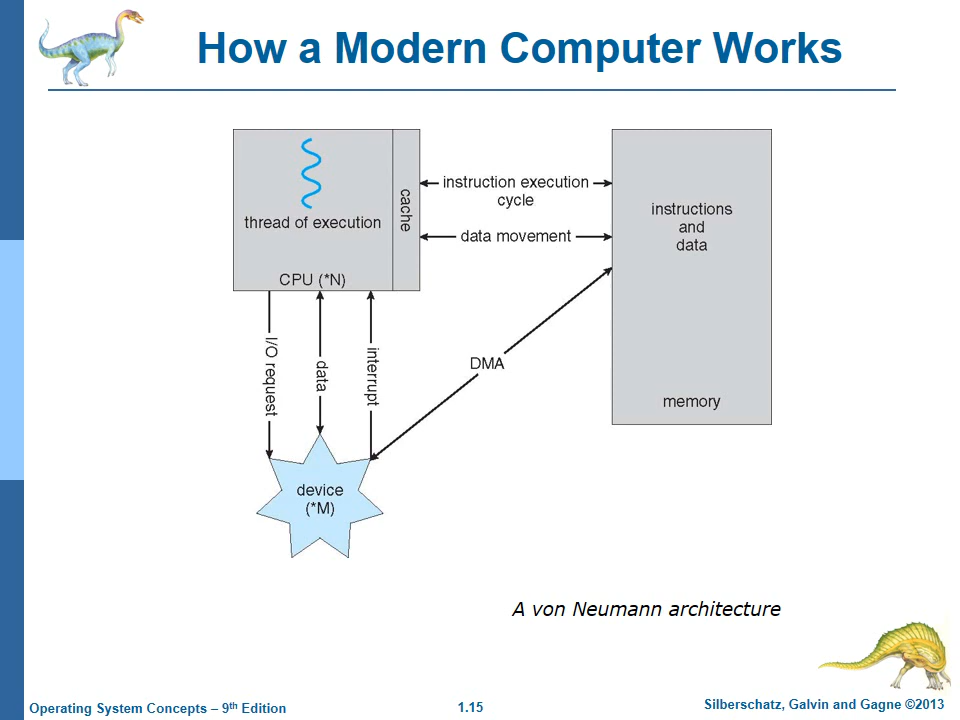 How a Modern Computer Works
thread of execution
cache
CPU (*N)
instruction execution
cycle
data movement
instructions
and
data
memory
I/O request
data
interrupt
DMA
device
(*M)
A von Neumann architecture
Operating System Concepts – 9th Edition
1.15
Silberschatz, Galvin and Gagne ©2013